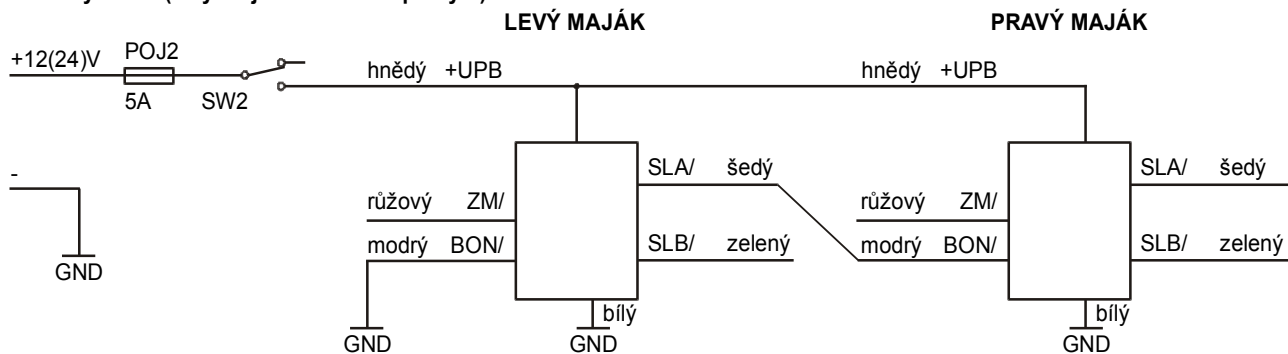 LEVÝ MAJÁK PRAVÝ MAJÁK
+12(24)V POJ2
hnědý +UPB hnědý +UPB
5A SW2
SLA/ šedý SLA/ šedý
-
růžový ZM/ růžový ZM/
modrý BON/ SLB/ zelený modrý BON/ SLB/ zelený
GND
bílý bílý
GND GND GND